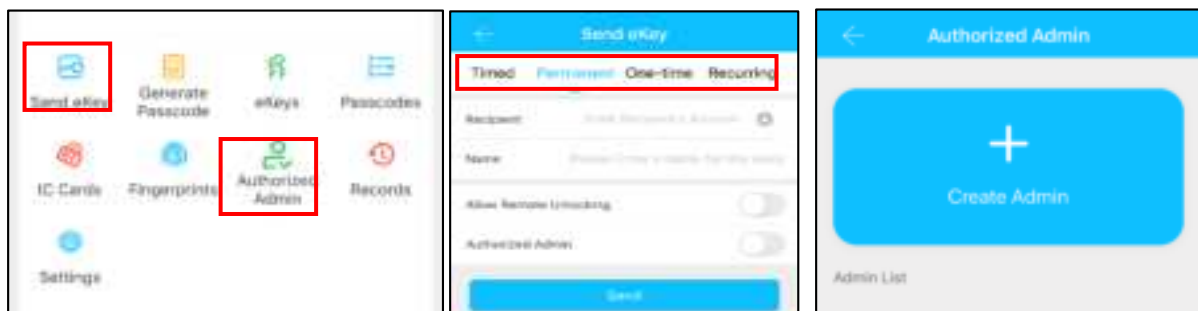 Send eKey
Generate
Passcode
eKeys
Passcodes
IC Cards
Fingerprints
Authorized
Admin
Records
Settings
Send eKey
Timed Permanent One-time Recurring
Recipient
Name
Allow Remote Unlocking
Authorized Admin
Send
Authorized Admin
Create Admin
Admin List